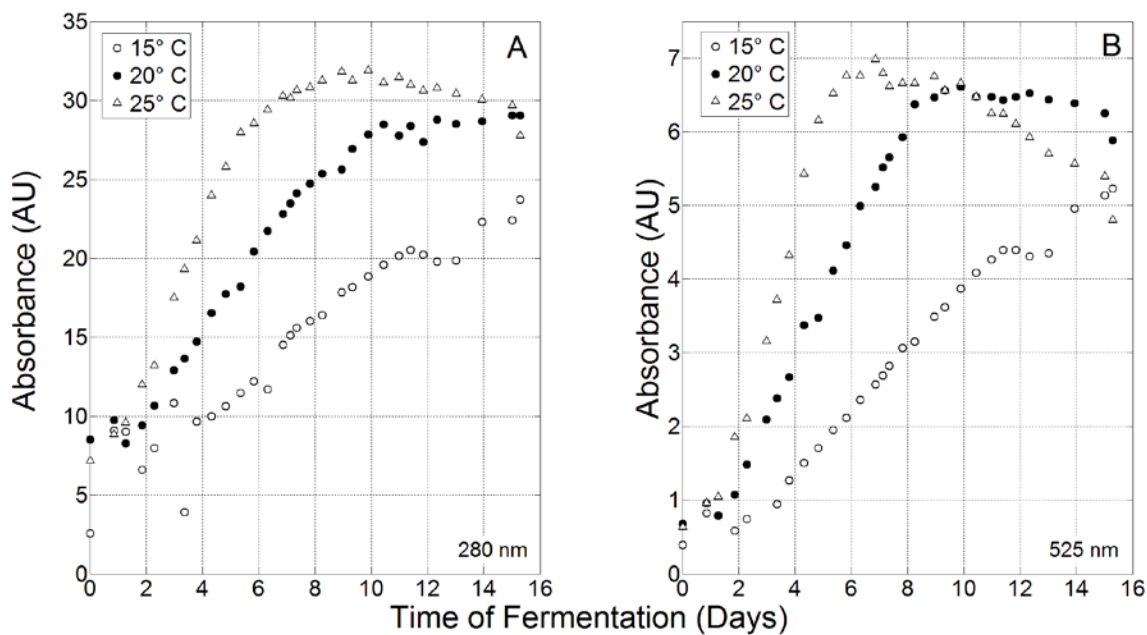 A
15° C
20° C
25° C
35
30
25
20
15
10
5
0
Absorbance (AU)
280 nm
0 2 4 6 8 10 12 14 16
B
15° C
20° C
25° C
7
6
5
4
3
2
1
0
Absorbance (AU)
525 nm
0 2 4 6 8 10 12 14 16
Time of Fermentation (Days)